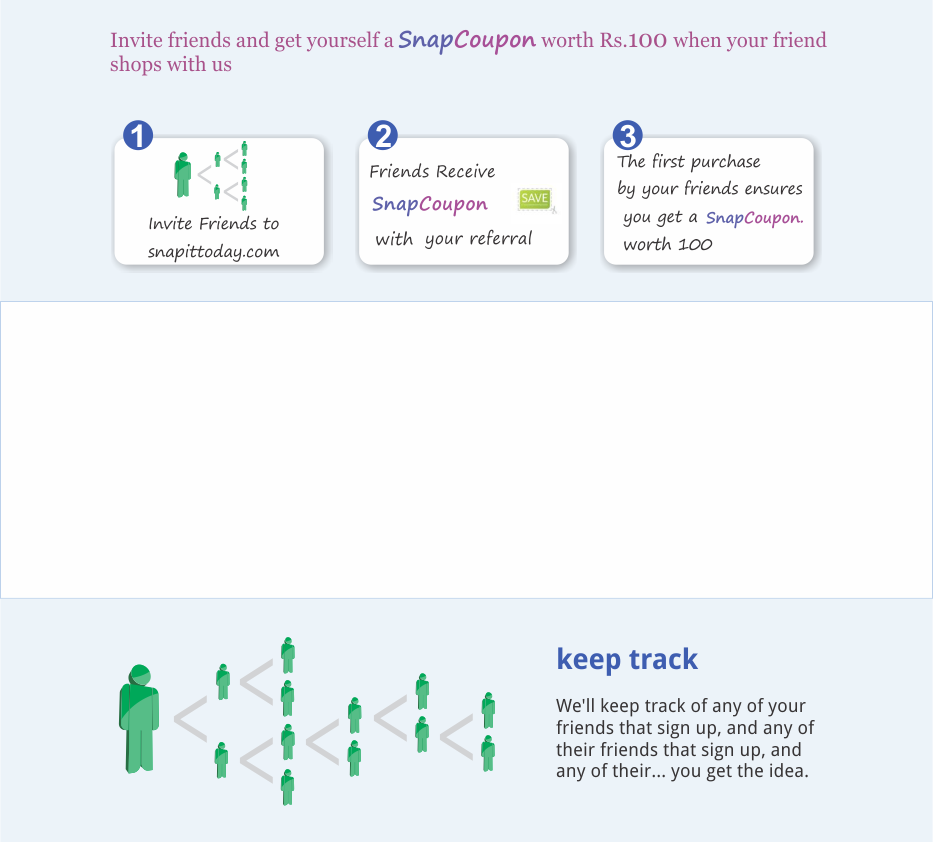 Invite friends and get yourself a SnapCoupon worth Rs.100 when your friend
shops with us
1
Invite Friends to
snapittoday.com
2
Friends Receive
SnapCoupon
SAVE
with your referral
3
The first purchase
by your friends ensures
you get a SnapCoupon.
worth 100
keep track
We'll keep track of any of your
friends that sign up, and any of
their friends that sign up, and
any of their... you get the idea.